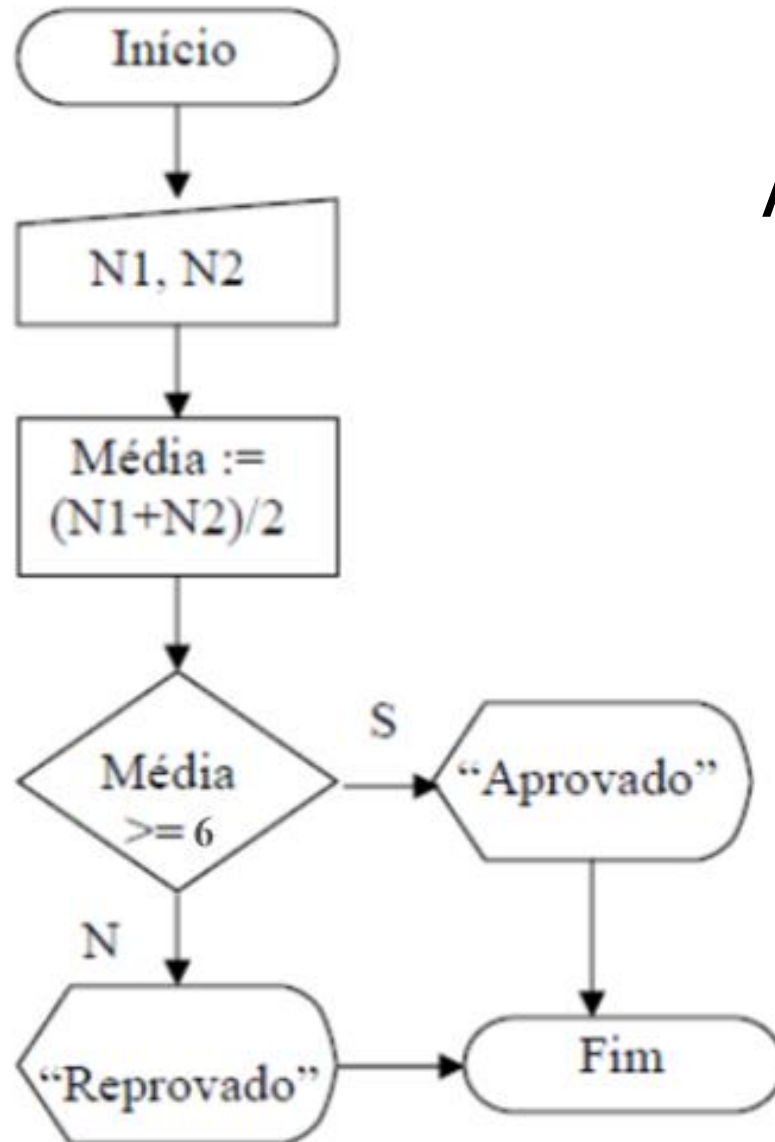 Início
N1, N2
Média :=
(N1+N2)/2
Média
>= 6
S
“Aprovado”
N
“Reprovado”
Fim